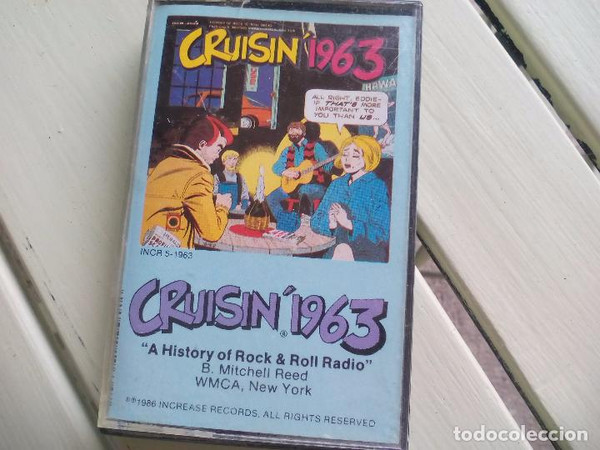 CRUISIN' 1963
ALL RIGHT, EDDIE-
IF THAT'S MORE
IMPORTANT TO
YOU THAN US...
INCR 5-1963
CRUISIN' 1963
®
"A History of Rock & Roll Radio"
B. Mitchell Reed
WMCA, New York
℗©1986 INCREASE RECORDS, ALL RIGHTS RESERVED
todocoleccion